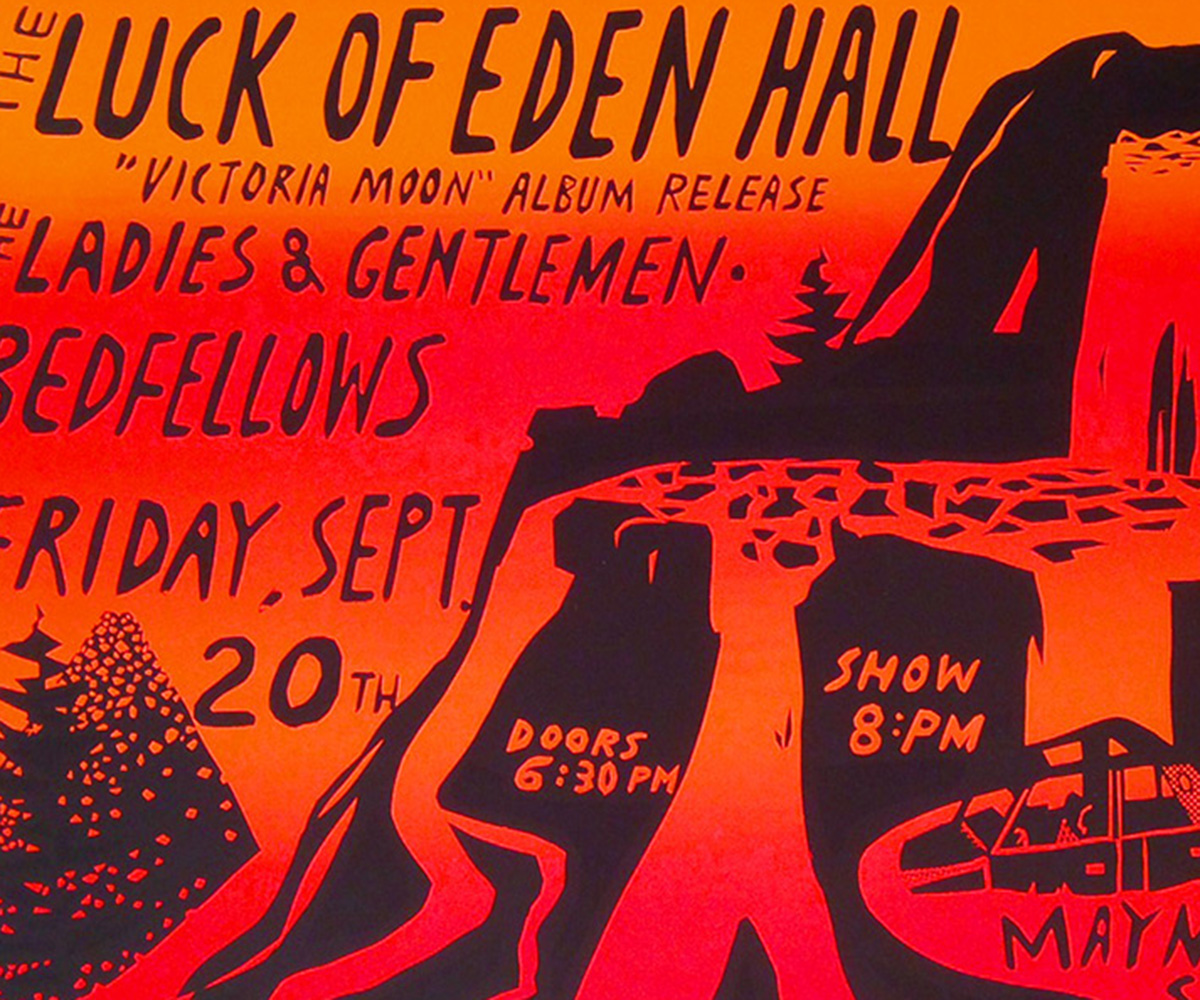 THE LUCK OF EDEN HALL
"VICTORIA MOON" ALBUM RELEASE
THE LADIES & GENTLEMEN •
BEDFELLOWS
FRIDAY, SEPT.
20TH
DOORS
6:30 PM
SHOW
8:PM
MAYN